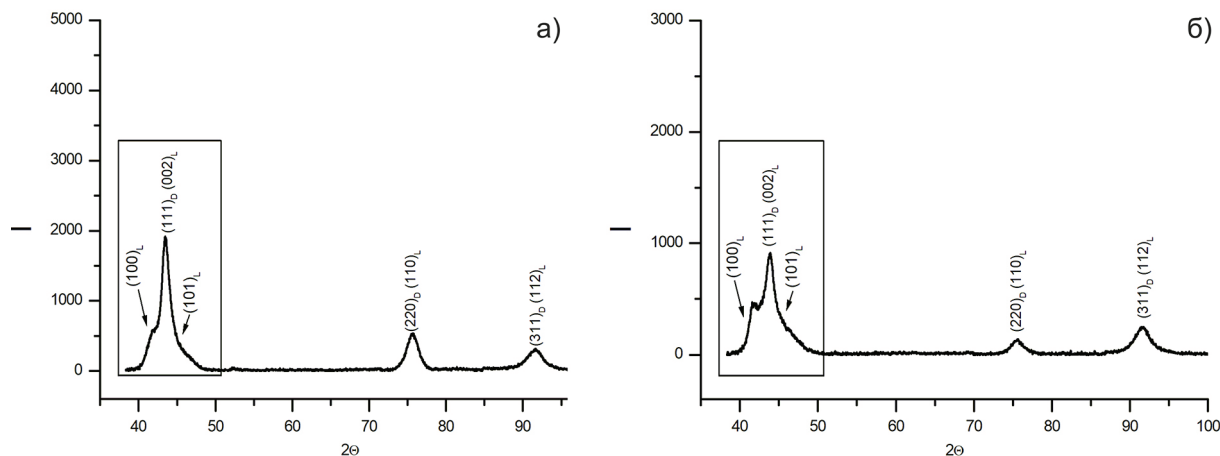 5000
4000
3000
2000
1000
0
а)
(100)L
(111)D (002)L
(101)L
(220)D (110)L
(311)D (112)L
I
40 50 60 70 80 90
2Θ
3000
2000
1000
0
б)
(100)L
(111)D (002)L
(101)L
(220)D (110)L
(311)D (112)L
I
40 50 60 70 80 90 100
2Θ